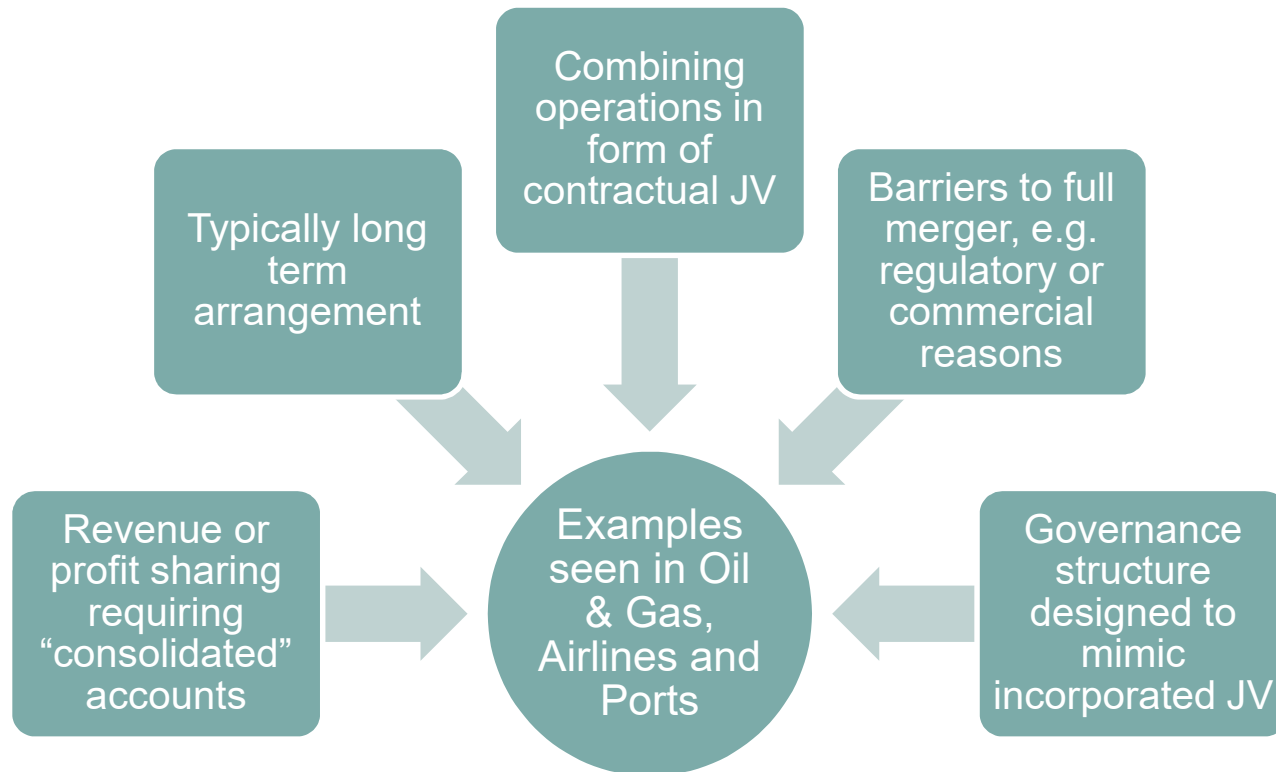 Combining
operations in
form of
contractual JV
Typically long
term
arrangement
Barriers to full
merger, e.g.
regulatory or
commercial
reasons
Revenue or
profit sharing
requiring
“consolidated”
accounts
Examples
seen in Oil
& Gas,
Airlines and
Ports
Governance
structure
designed to
mimic
incorporated JV